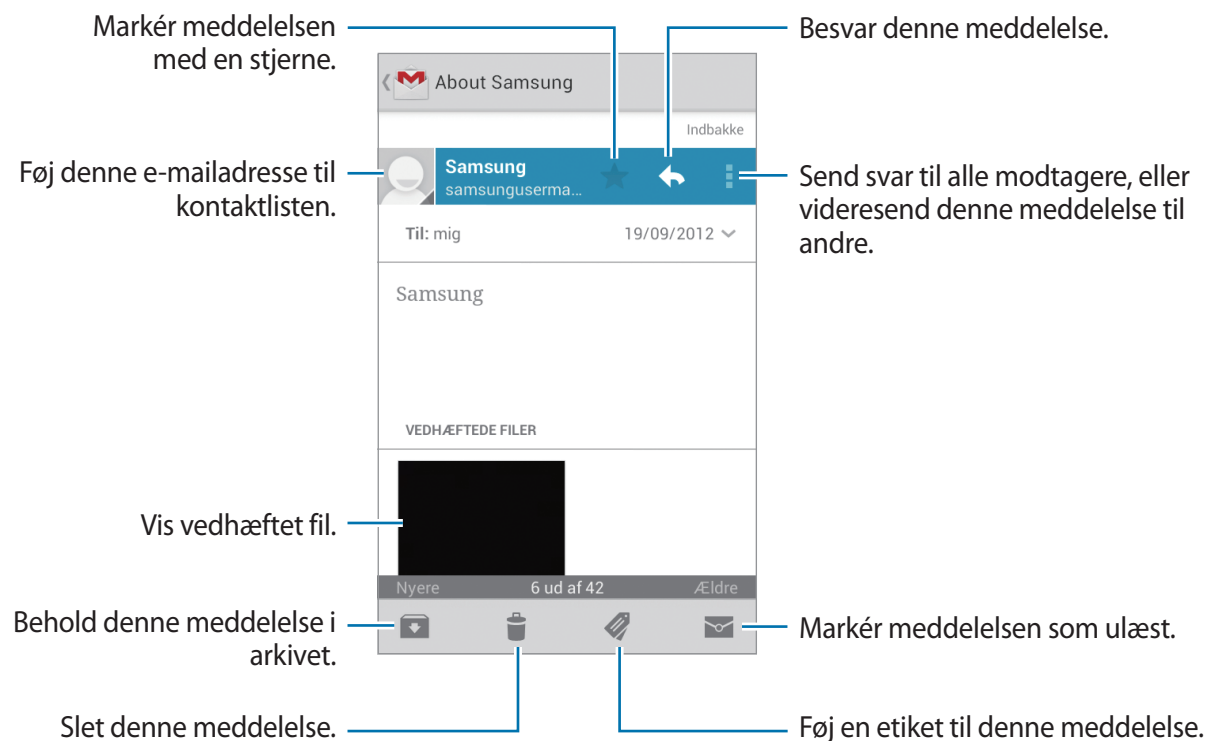 Markér meddelelsen
med en stjerne.
Besvar denne meddelelse.
About Samsung
Indbakke
Føj denne e-mailadresse til
kontaktlisten.
Samsung
samsunguserma...
Send svar til alle modtagere, eller
videresend denne meddelelse til
andre.
Til: mig
19/09/2012
Samsung
VEDHÆFTEDE FILER
Vis vedhæftet fil.
Nyere
6 ud af 42
Ældre
Behold denne meddelelse i
arkivet.
Markér meddelelsen som ulæst.
Slet denne meddelelse.
Føj en etiket til denne meddelelse.